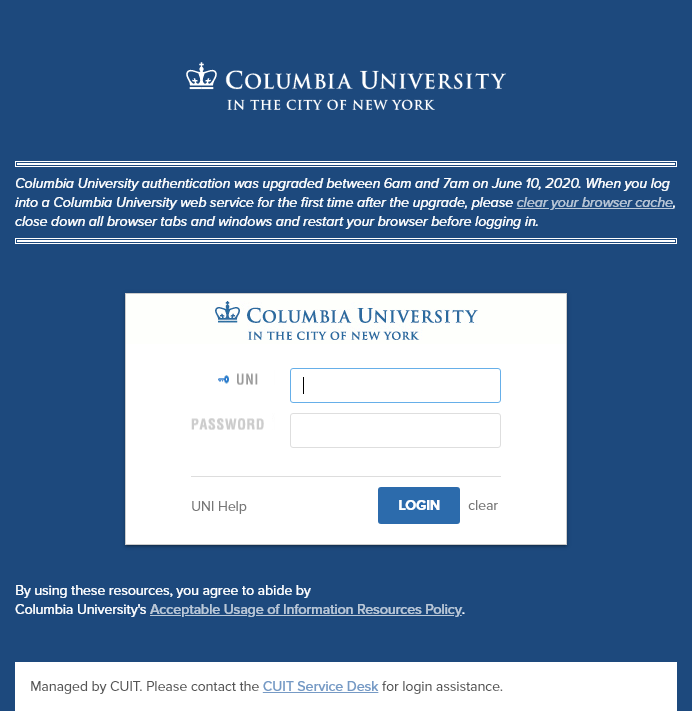 COLUMBIA UNIVERSITY
IN THE CITY OF NEW YORK
Columbia University authentication was upgraded between 6am and 7am on June 10, 2020. When you log
into a Columbia University web service for the first time after the upgrade, please clear your browser cache,
close down all browser tabs and windows and restart your browser before logging in.
COLUMBIA UNIVERSITY
IN THE CITY OF NEW YORK
UNI
PASSWORD
UNI Help
LOGIN
clear
By using these resources, you agree to abide by
Columbia University's Acceptable Usage of Information Resources Policy.
Managed by CUIT. Please contact the CUIT Service Desk for login assistance.